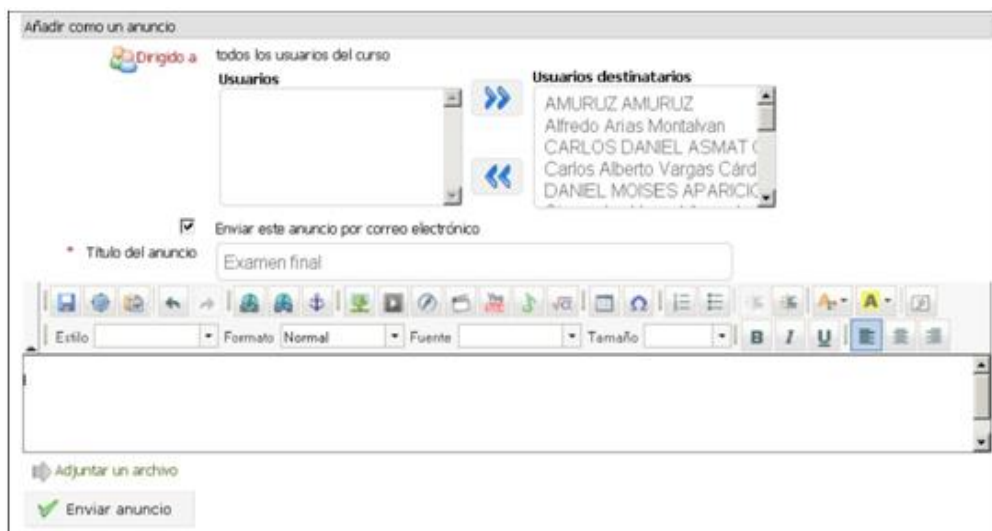 Añadir como un anuncio
Dirigido a todos los usuarios del curso
Usuarios
Usuarios destinatarios
AMURUZ AMURUZ
Alfredo Arias Montalvan
CARLOS DANIEL ASMAT
Carlos Alberto Vargas Cárd
DANIEL MOISES APARICIO
Enviar este anuncio por correo electrónico
* Título del anuncio
Examen final
Estilo Formato Normal Fuente Tamaño B I U
Adjuntar un archivo
Enviar anuncio